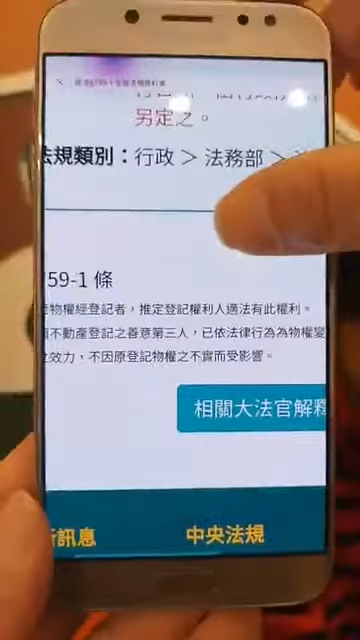 另定之。
法規類別：行政 ＞ 法務部 ＞
759-1 條
物權經登記者，推定登記權利人適法有此權利。
不動產登記之善意第三人，已依法律行為為物權變
之效力，不因原登記物權之不實而受影響。
相關大法官解釋
訊息
中央法規